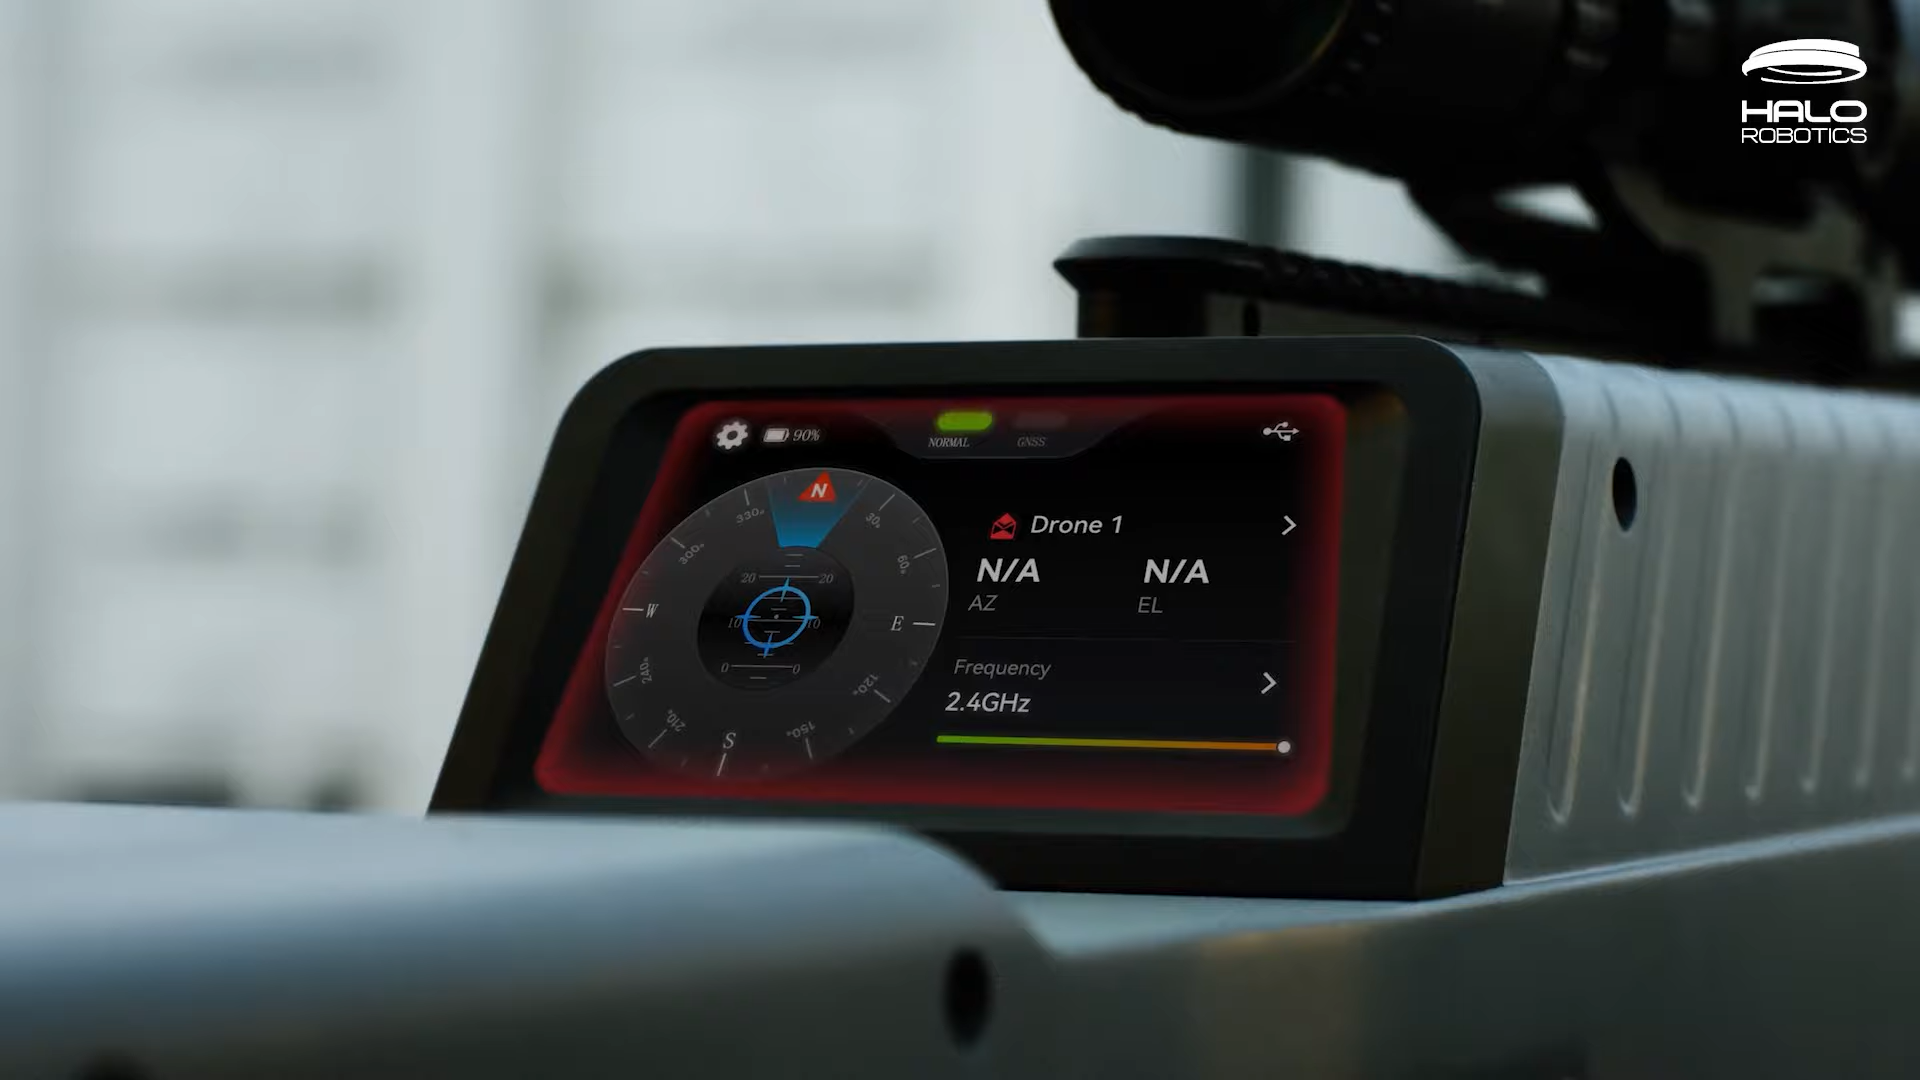 HALO
ROBOTICS
90%
NORMAL
GNSS
N
330°
30°
300°
60°
W
E
240°
120°
210°
150°
S
20 20
10 10
0 0
Drone 1
N/A
AZ
N/A
EL
Frequency
2.4GHz